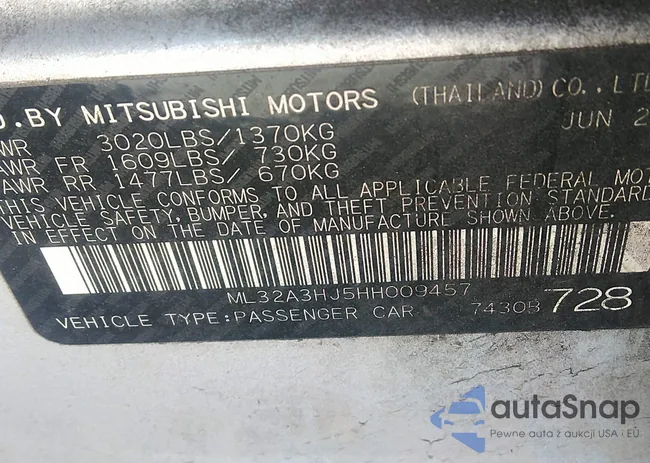 D.BY MITSUBISHI MOTORS (THAILAND) CO.,LTD
JUN 2
WR 3020LBS/1370KG
AWR FR 1609LBS/ 730KG
AWR RR 1477LBS/ 670KG
THIS VEHICLE CONFORMS TO ALL APPLICABLE FEDERAL MOT
VEHICLE SAFETY, BUMPER, AND THEFT PREVENTION STANDARD
IN EFFECT ON THE DATE OF MANUFACTURE SHOWN ABOVE.
ML32A3HJ5HH009457
VEHICLE TYPE:PASSENGER CAR 7430B 728
autaSnap
Pewne auta z aukcji USA i EU